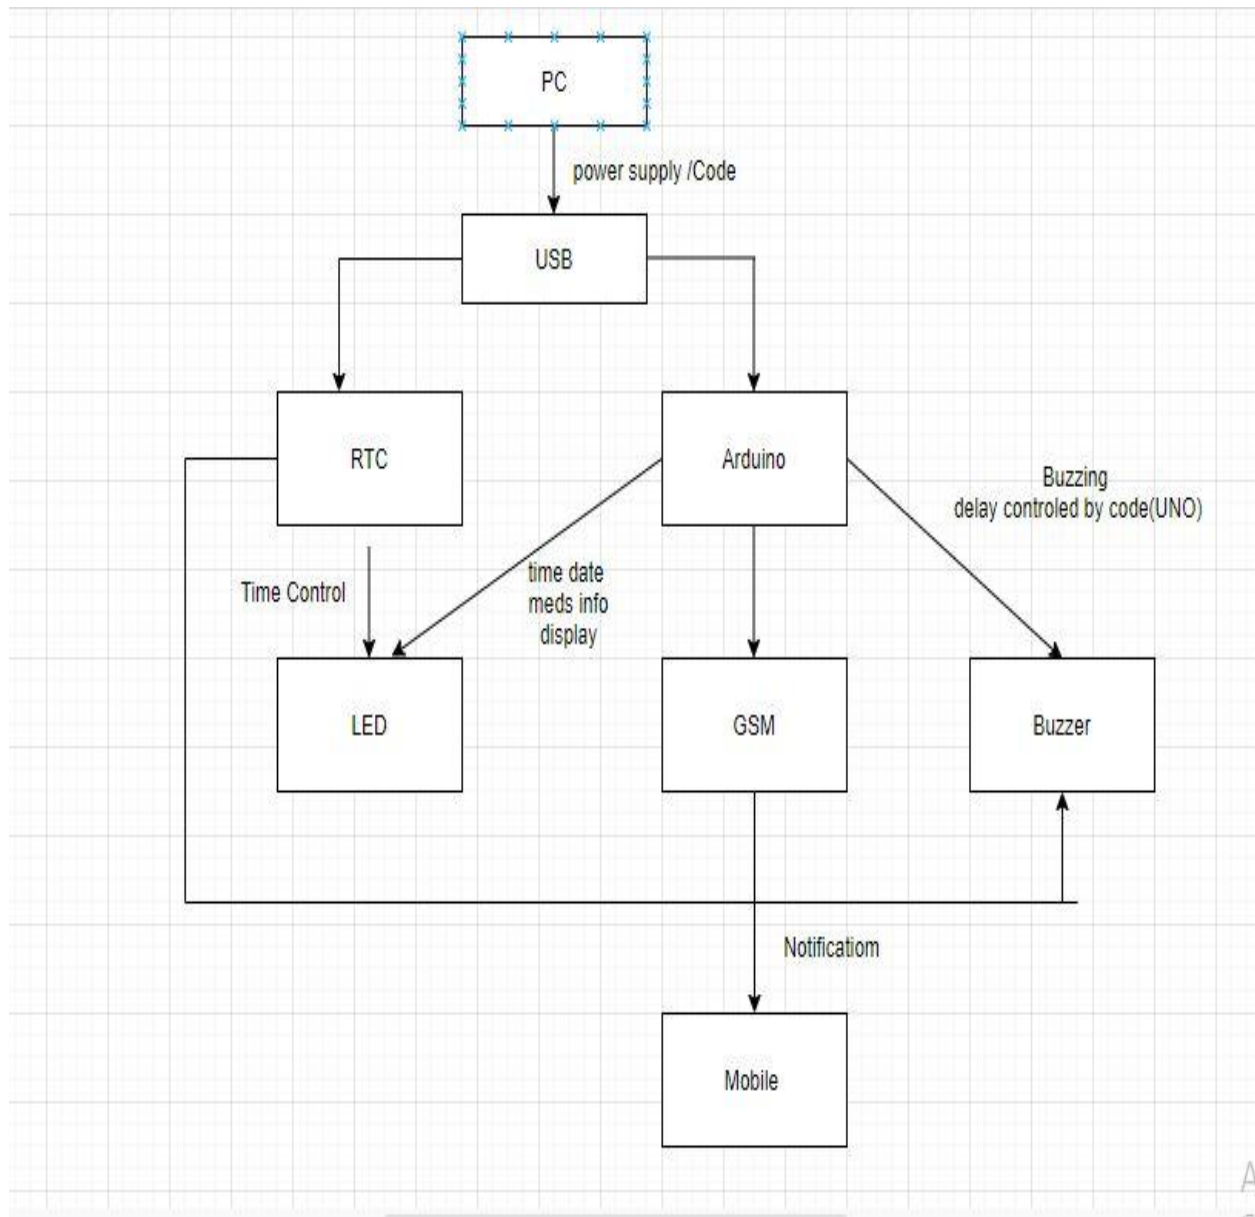 PC
power supply /Code
USB
RTC
Arduino
Buzzing
delay controled by code(UNO)
Time Control
time date
meds info
display
LED
GSM
Buzzer
Notificatiom
Mobile
A